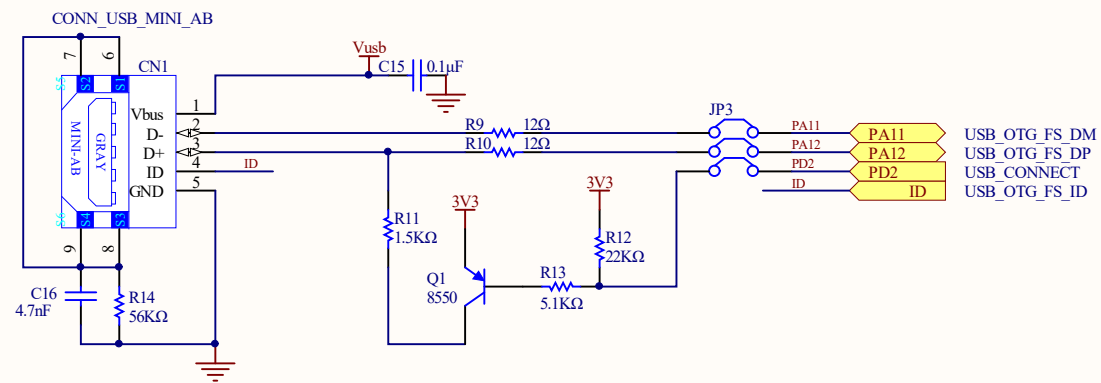 CONN_USB_MINI_AB
7
6
CN1
S5
S2
S1
Vbus
1
D-
2
D+
3
ID
4
GND
5
MINI-AB
GRAY
S6
S4
S3
9
8
ID
Vusb
C15
0.1µF
R9
12Ω
R10
12Ω
JP3
PA11
PA12
PD2
ID
PA11
USB_OTG_FS_DM
PA12
USB_OTG_FS_DP
PD2
USB_CONNECT
ID
USB_OTG_FS_ID
R11
1.5KΩ
3V3
3V3
R12
22KΩ
Q1
8550
R13
5.1KΩ
C16
4.7nF
R14
56KΩ